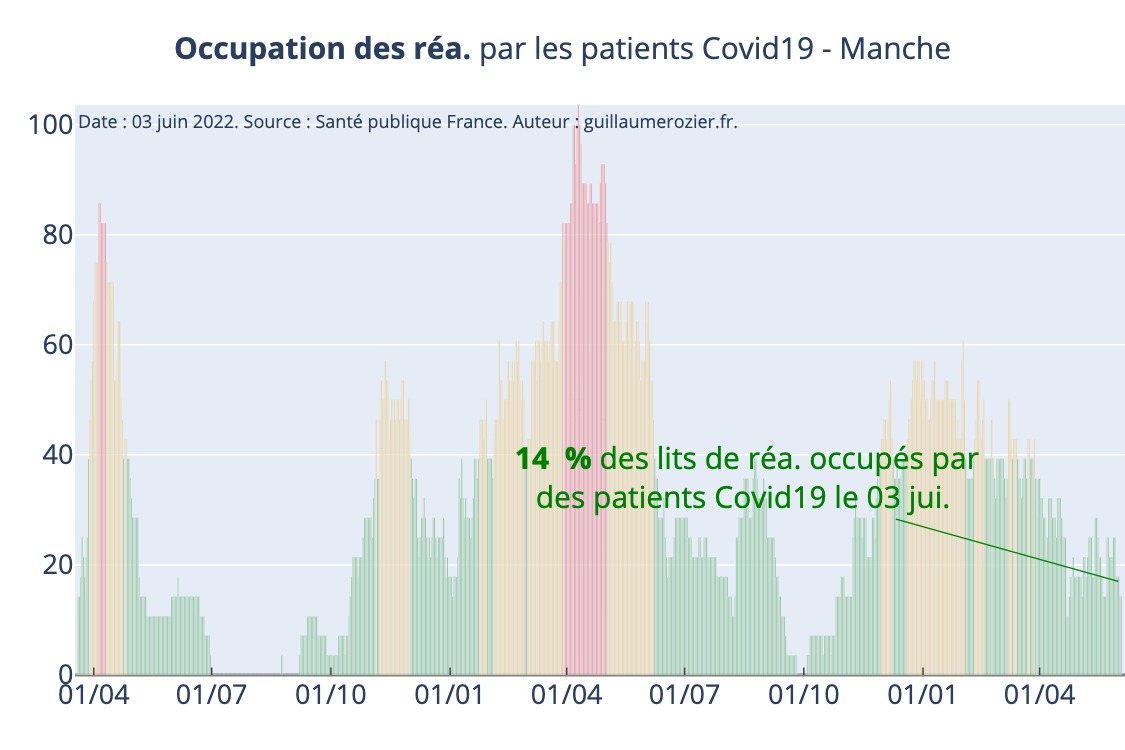 Occupation des réa. par les patients Covid19 - Manche
Date : 03 juin 2022. Source : Santé publique France. Auteur : guillaumerozier.fr.
100
80
60
40
20
0
14 % des lits de réa. occupés par
des patients Covid19 le 03 jui.
01/04 01/07 01/10 01/01 01/04 01/07 01/10 01/01 01/04